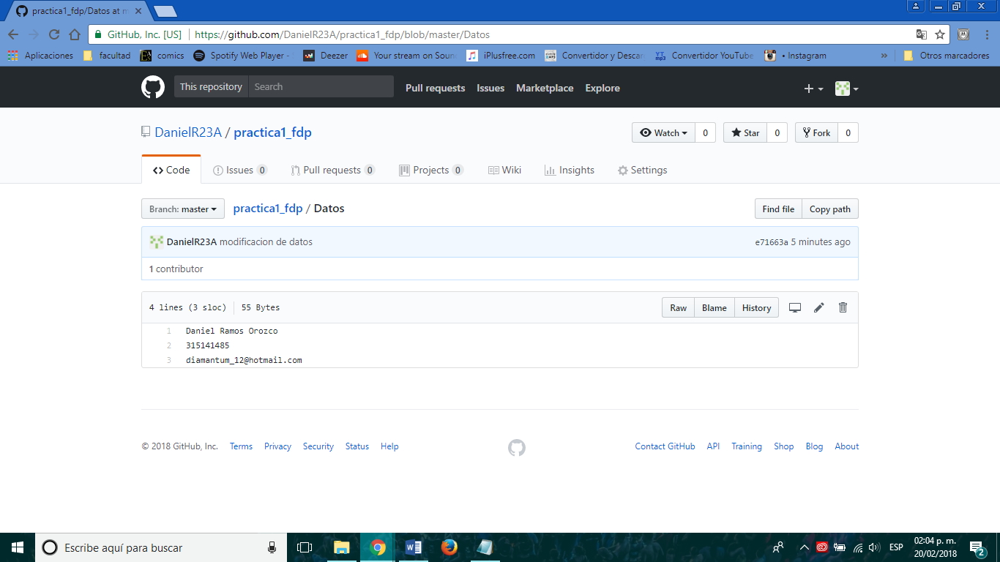 practica1_fdp/Datos at m
GitHub, Inc. [US] https://github.com/DanielR23A/practica1_fdp/blob/master/Datos
Aplicaciones facultad comics Spotify Web Player - Deezer Your stream on Soun iPlusfree.com Convertidor y Descar Convertidor YouTube • Instagram » Otros marcadores
This repository Search Pull requests Issues Marketplace Explore
DanielR23A / practica1_fdp Watch 0 Star 0 Fork 0
Code Issues 0 Pull requests 0 Projects 0 Wiki Insights Settings
Branch: master practica1_fdp / Datos Find file Copy path
DanielR23A modificacion de datos e71663a 5 minutes ago
1 contributor
4 lines (3 sloc) 55 Bytes Raw Blame History
1 Daniel Ramos Orozco
2 315141485
3 diamantum_12@hotmail.com
© 2018 GitHub, Inc. Terms Privacy Security Status Help Contact GitHub API Training Shop Blog About
Escribe aquí para buscar ESP 02:04 p. m.
20/02/2018 2